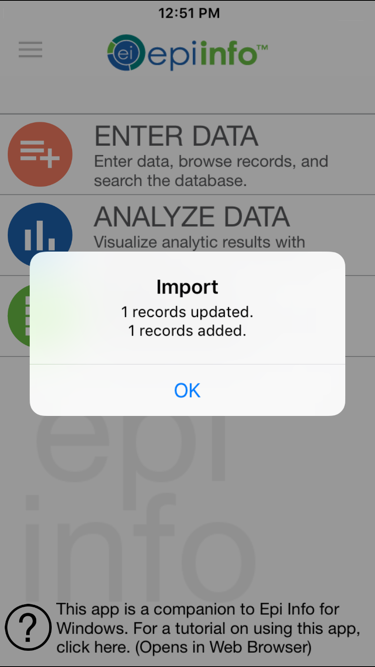 12:51 PM
ei epi info™
ENTER DATA
Enter data, browse records, and
search the database.
ANALYZE DATA
Visualize analytic results with
Import
1 records updated.
1 records added.
OK
epi
info
? This app is a companion to Epi Info for
Windows. For a tutorial on using this app,
click here. (Opens in Web Browser)